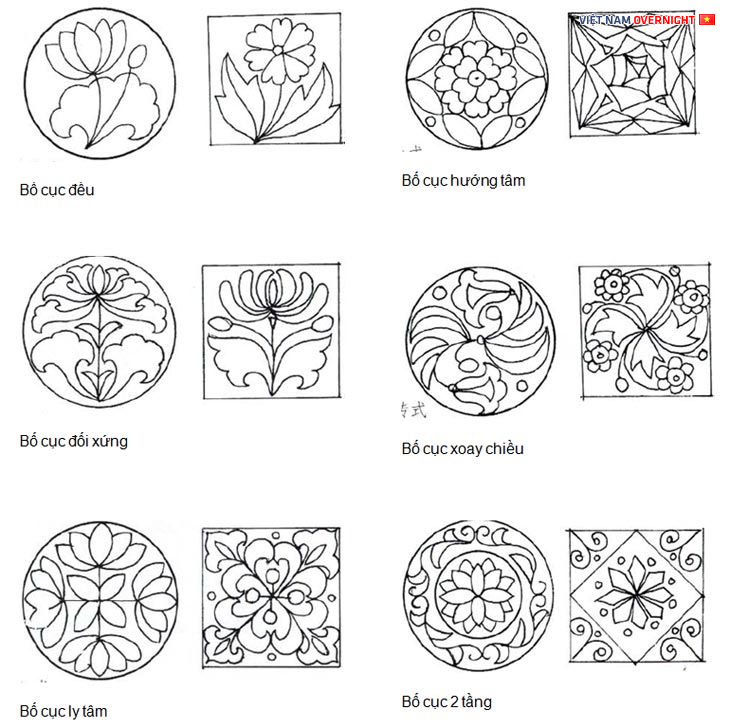 VIỆT NAM OVERNIGHT
Bố cục đều
Bố cục hướng tâm
Bố cục đối xứng
式
Bố cục xoay chiều
Bố cục ly tâm
Bố cục 2 tầng